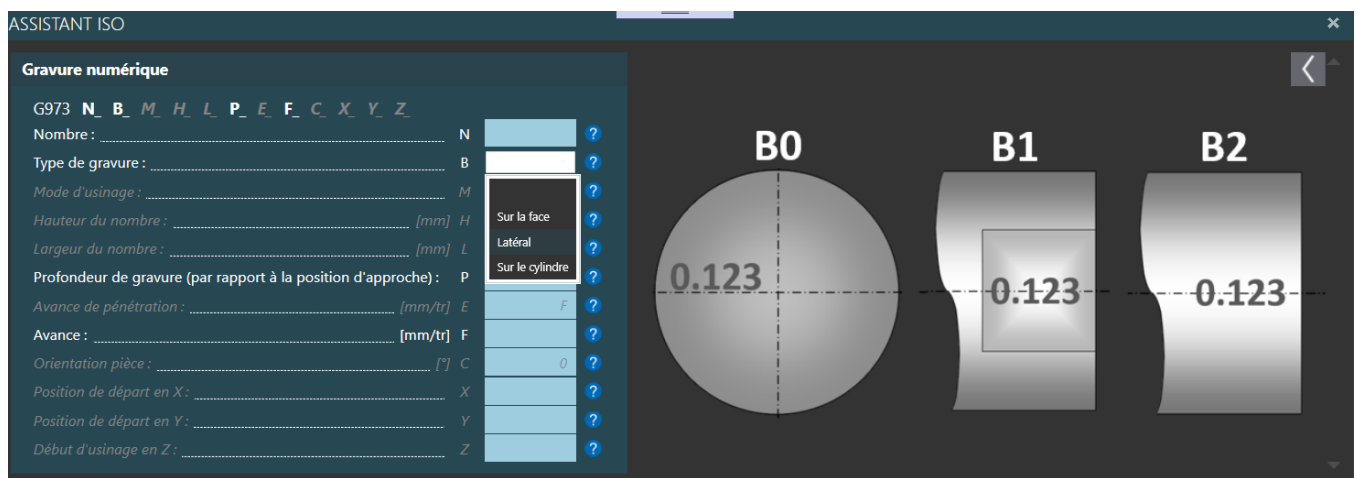 ASSISTANT ISO
Gravure numérique
G973 N_ B_ M_ H_ L_ P_ E_ F_ C_ X_ Y_ Z_
Nombre : N ?
Type de gravure : B ?
Mode d'usinage : M ?
Hauteur du nombre : [mm] H Sur la face ?
Largeur du nombre : [mm] L Latéral ?
Sur le cylindre
Profondeur de gravure (par rapport à la position d'approche) : P ?
Avance de pénétration : [mm/tr] E F ?
Avance : [mm/tr] F ?
Orientation pièce : [°] C 0 ?
Position de départ en X : X ?
Position de départ en Y : Y ?
Début d'usinage en Z : Z ?
B0 B1 B2
0.123 0.123 0.123